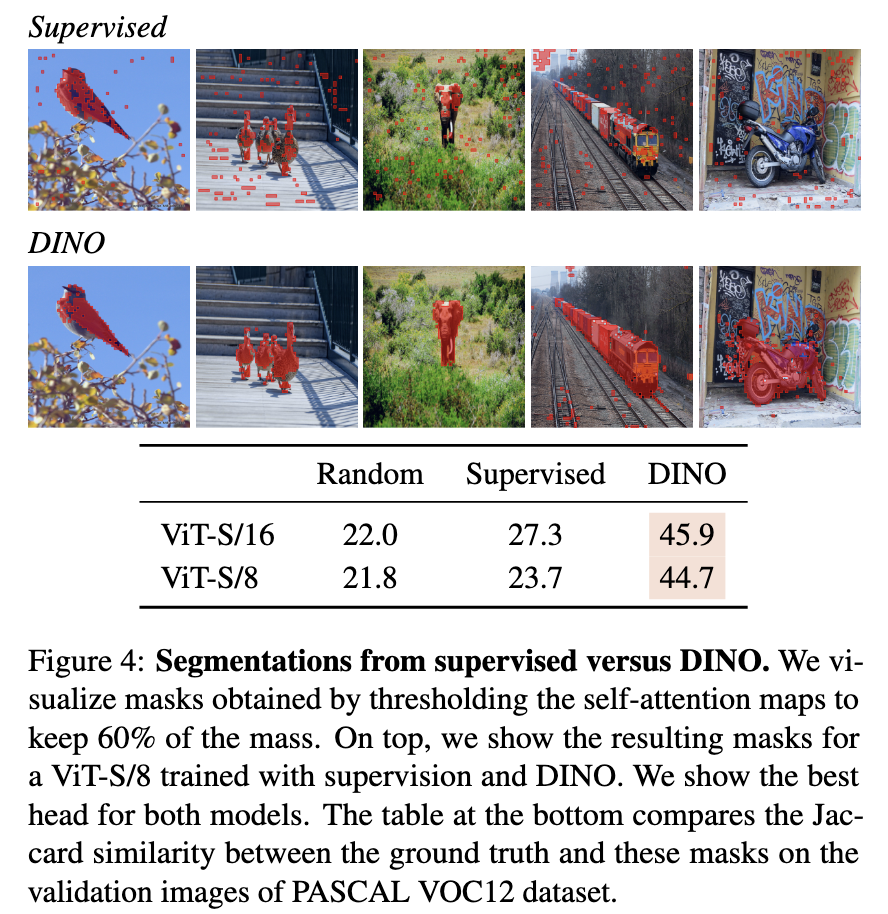 Supervised
DINO
Random Supervised DINO
ViT-S/16 22.0 27.3 45.9
ViT-S/8 21.8 23.7 44.7
Figure 4: Segmentations from supervised versus DINO. We vi-
sualize masks obtained by thresholding the self-attention maps to
keep 60% of the mass. On top, we show the resulting masks for
a ViT-S/8 trained with supervision and DINO. We show the best
head for both models. The table at the bottom compares the Jac-
card similarity between the ground truth and these masks on the
validation images of PASCAL VOC12 dataset.